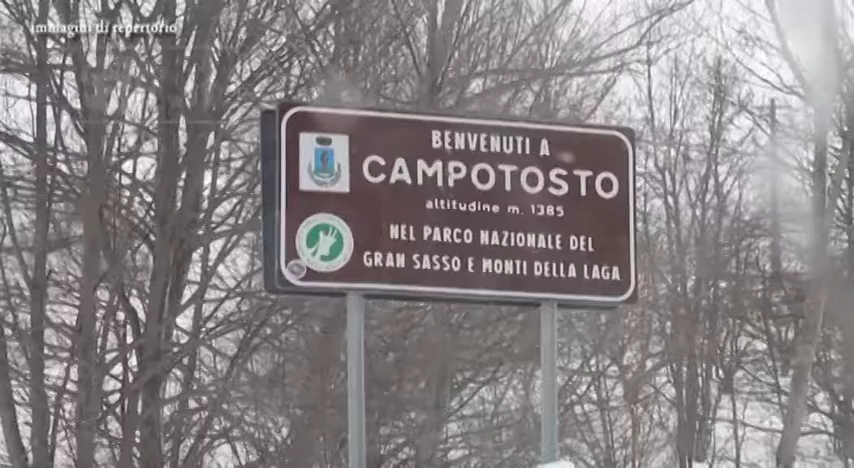 immagini di repertorio
BENVENUTI A
CAMPOTOSTO
altitudine m. 1385
NEL PARCO NAZIONALE DEL
GRAN SASSO E MONTI DELLA LAGA